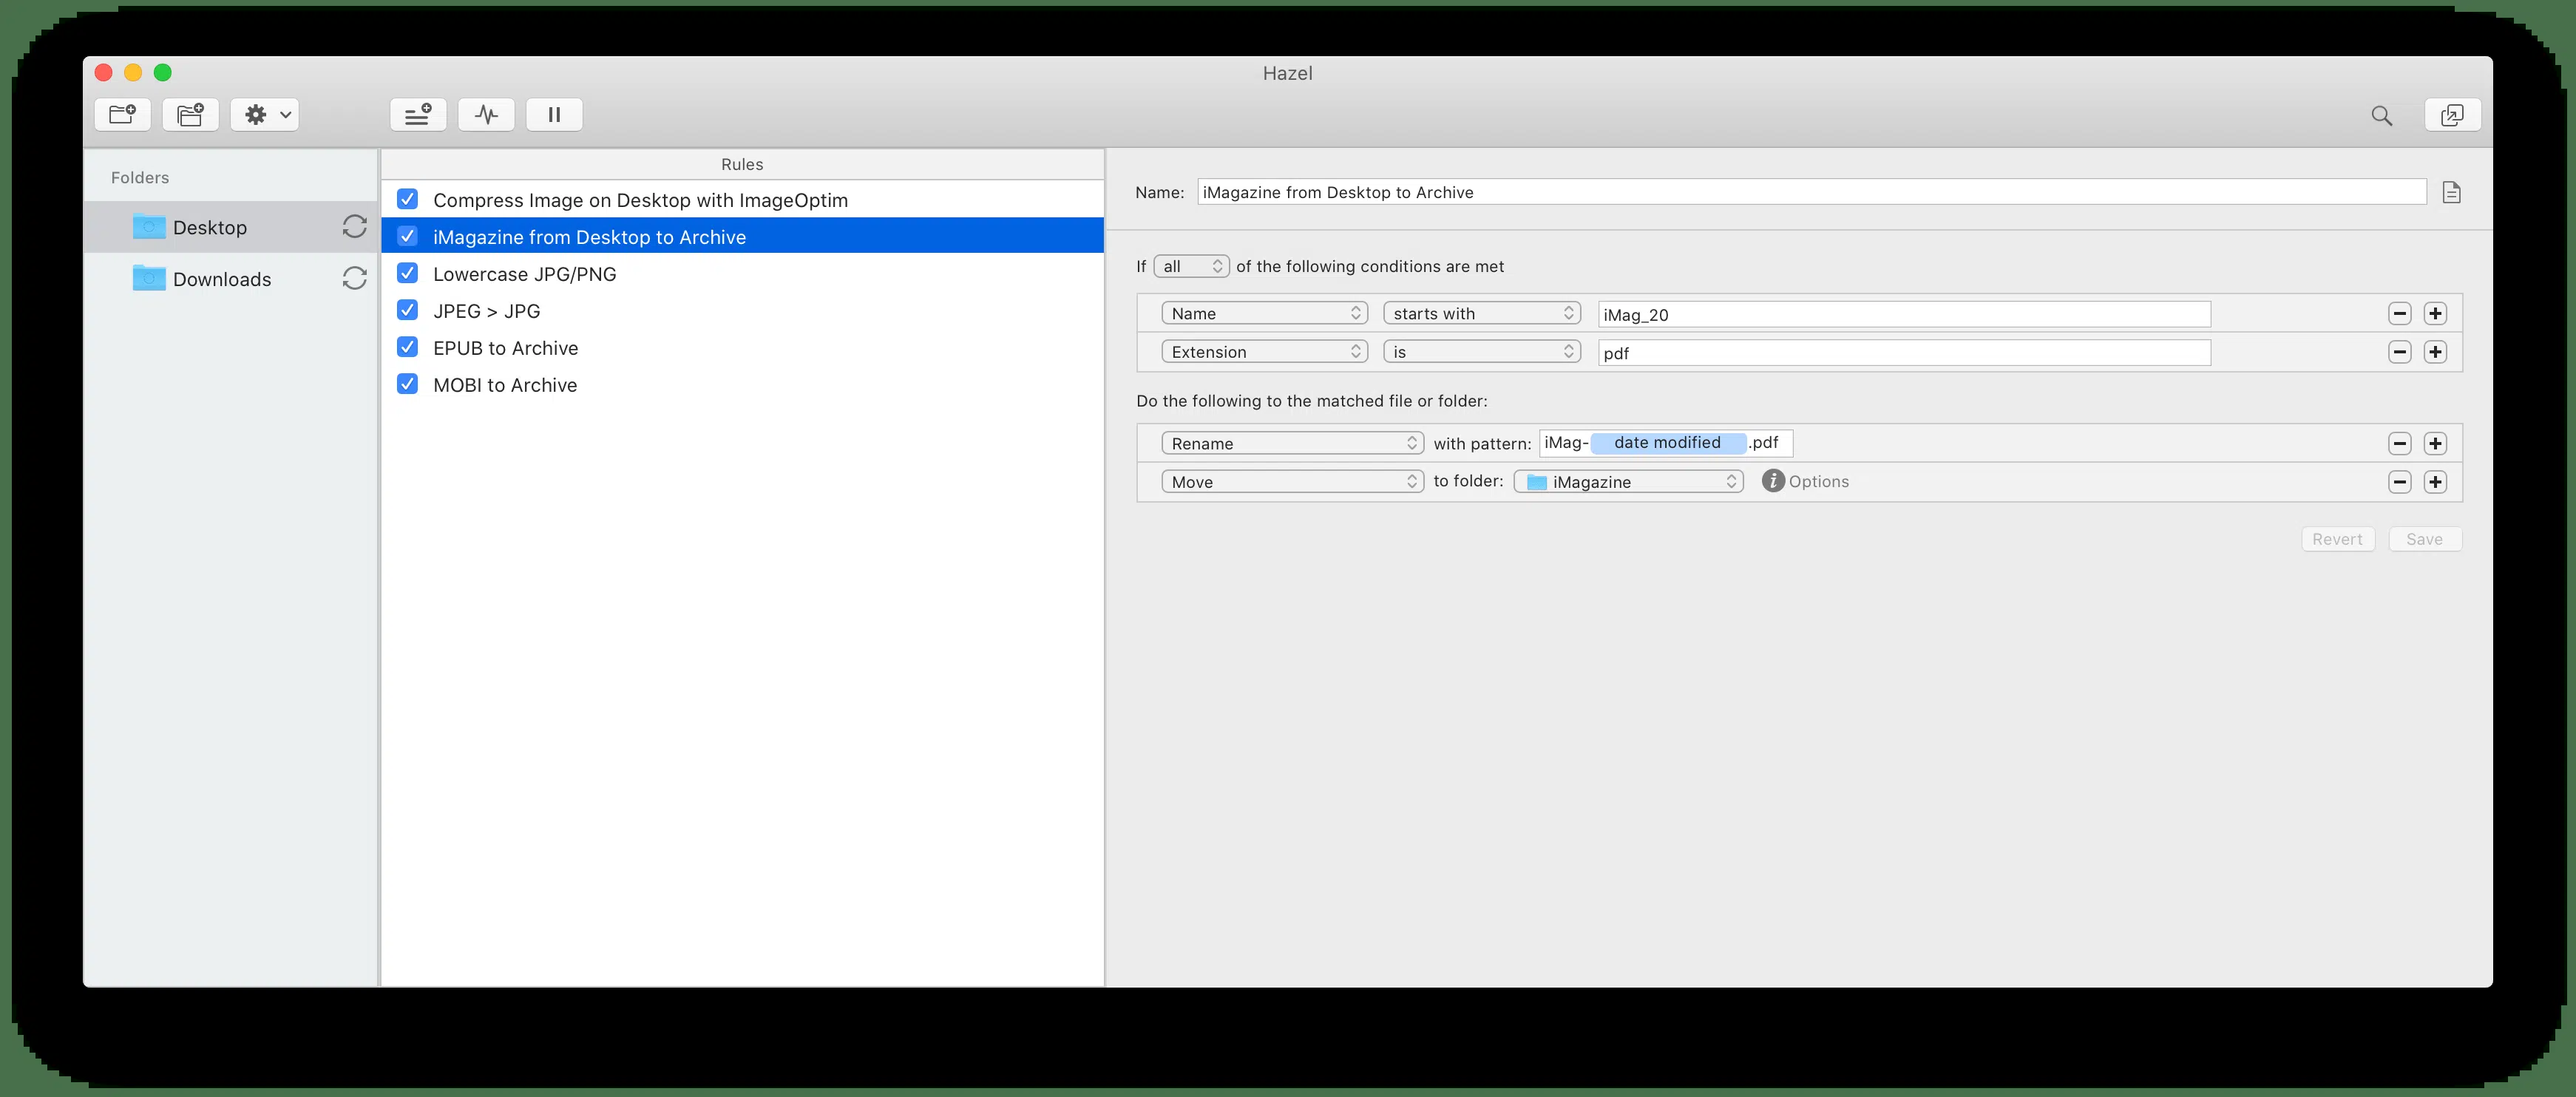 Hazel
Folders
Desktop
Downloads
Rules
Compress Image on Desktop with ImageOptim
iMagazine from Desktop to Archive
Lowercase JPG/PNG
JPEG > JPG
EPUB to Archive
MOBI to Archive
Name: iMagazine from Desktop to Archive
If all of the following conditions are met
Name starts with iMag_20
Extension is pdf
Do the following to the matched file or folder:
Rename with pattern: iMag- date modified .pdf
Move to folder: iMagazine i Options
Revert Save